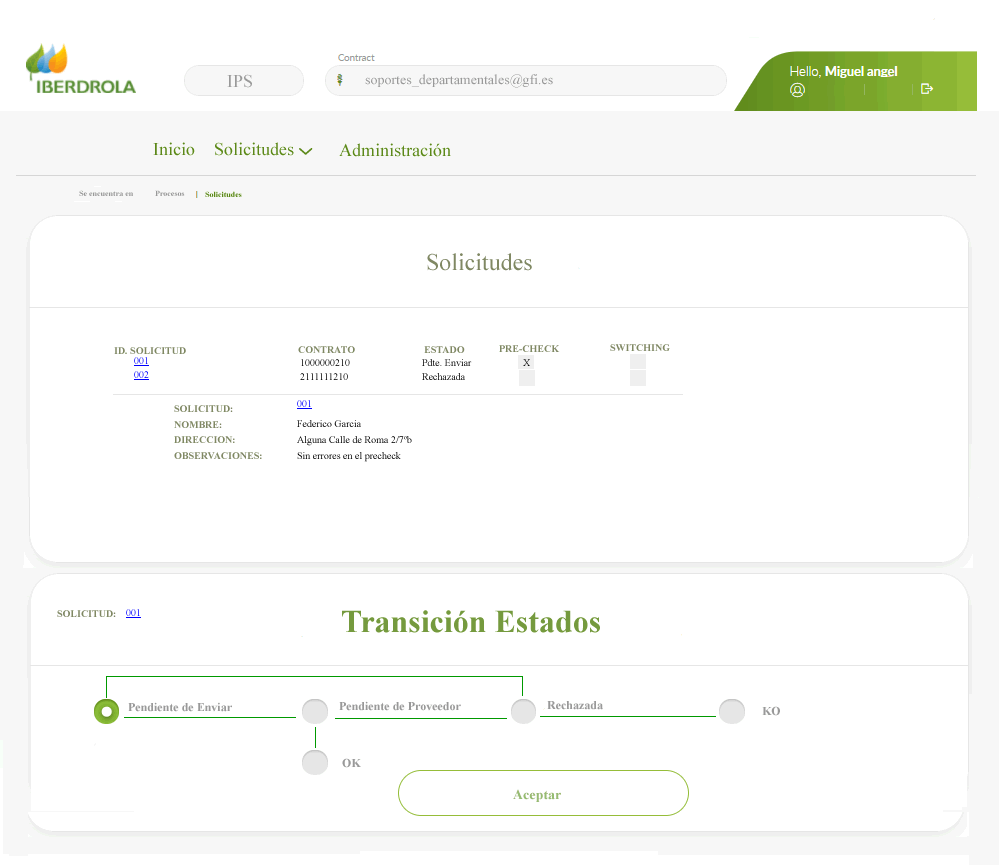 IBERDROLA
IPS
Contract
soportes_departamentales@gfi.es
Hello, Miguel angel
Inicio Solicitudes Administración
Se encuentra en Procesos | Solicitudes
Solicitudes
ID. SOLICITUD CONTRATO ESTADO PRE-CHECK SWITCHING
001 1000000210 Pdte. Enviar X
002 2111111210 Rechazada
SOLICITUD: 001
NOMBRE: Federico Garcia
DIRECCION: Alguna Calle de Roma 2/7ºb
OBSERVACIONES: Sin errores en el precheck
SOLICITUD: 001
Transición Estados
Pendiente de Enviar Pendiente de Proveedor Rechazada KO
OK
Aceptar